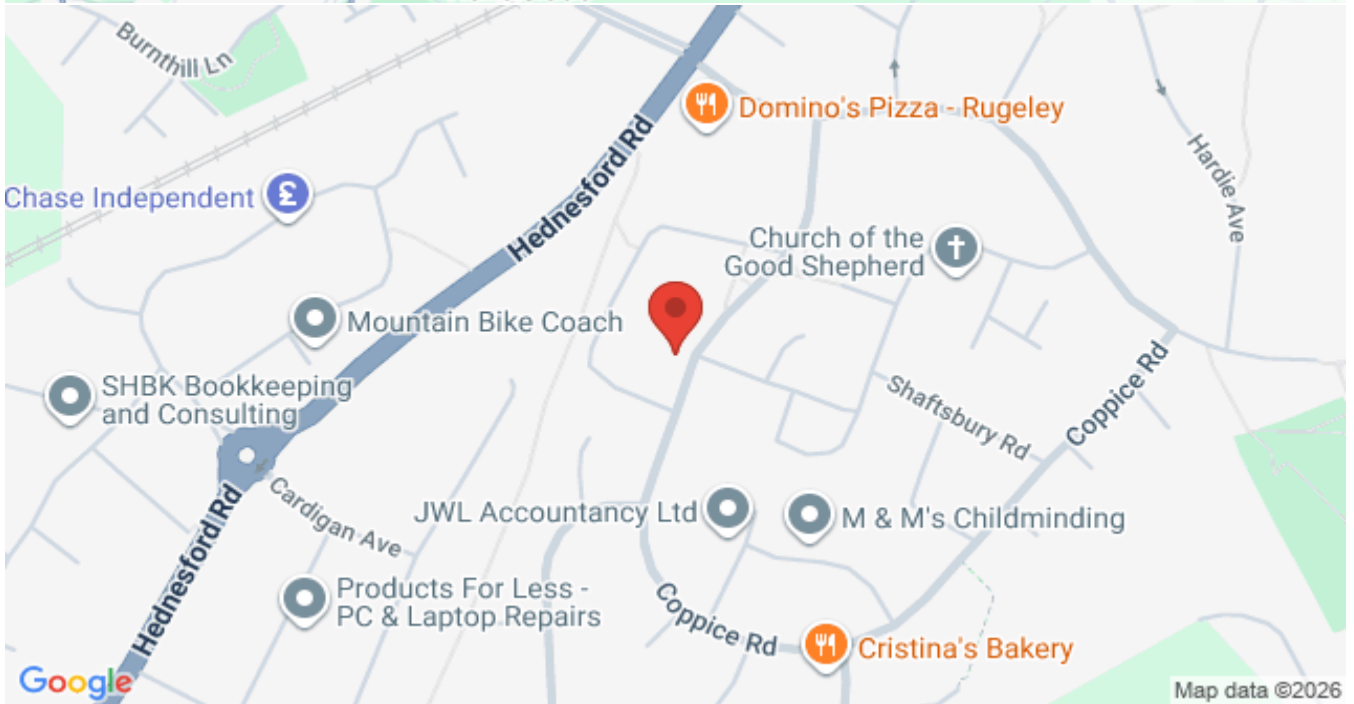 Burnthill Ln
Domino's Pizza - Rugeley
Hednesford Rd
Hardie Ave
Chase Independent
£
Church of the
Good Shepherd
Mountain Bike Coach
SHBK Bookkeeping
and Consulting
Shaftsbury Rd
Coppice Rd
Hednesford Rd
Cardigan Ave
JWL Accountancy Ltd
M & M's Childminding
Products For Less -
PC & Laptop Repairs
Coppice Rd
Cristina's Bakery
Google
Map data ©2026